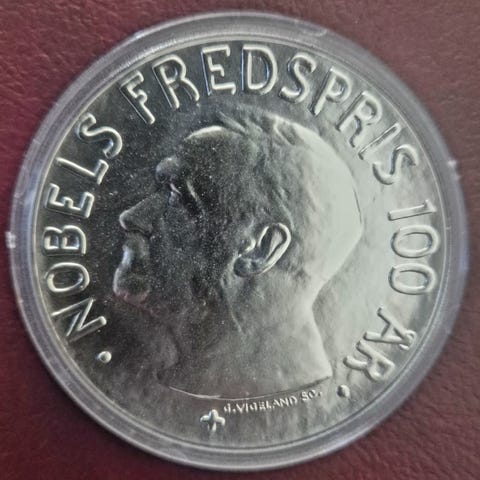 NOBELS FREDSPRIS 100 ÅR
G. VIGELAND SC.